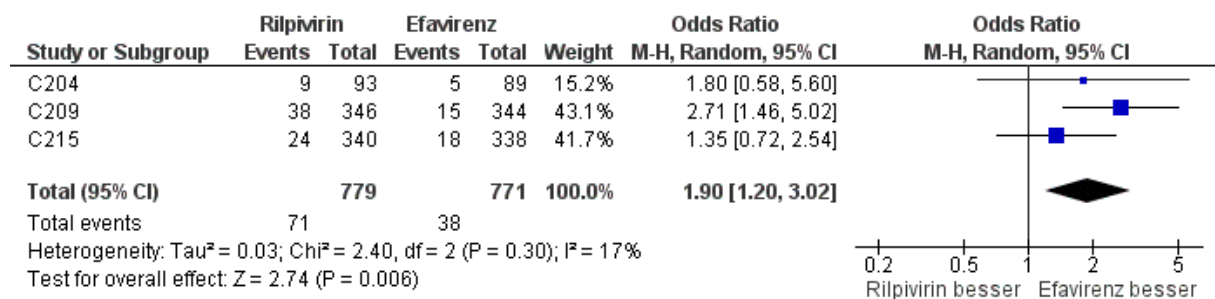 Rilpivirin Efavirenz Odds Ratio Odds Ratio
Study or Subgroup Events Total Events Total Weight M-H, Random, 95% CI M-H, Random, 95% CI
C204 9 93 5 89 15.2% 1.80 [0.58, 5.60]
C209 38 346 15 344 43.1% 2.71 [1.46, 5.02]
C215 24 340 18 338 41.7% 1.35 [0.72, 2.54]
Total (95% CI) 779 771 100.0% 1.90 [1.20, 3.02]
Total events 71 38
Heterogeneity: Tau² = 0.03; Chi² = 2.40, df = 2 (P = 0.30); I² = 17%
Test for overall effect: Z = 2.74 (P = 0.006)
0.2 0.5 1 2 5
Rilpivirin besser Efavirenz besser